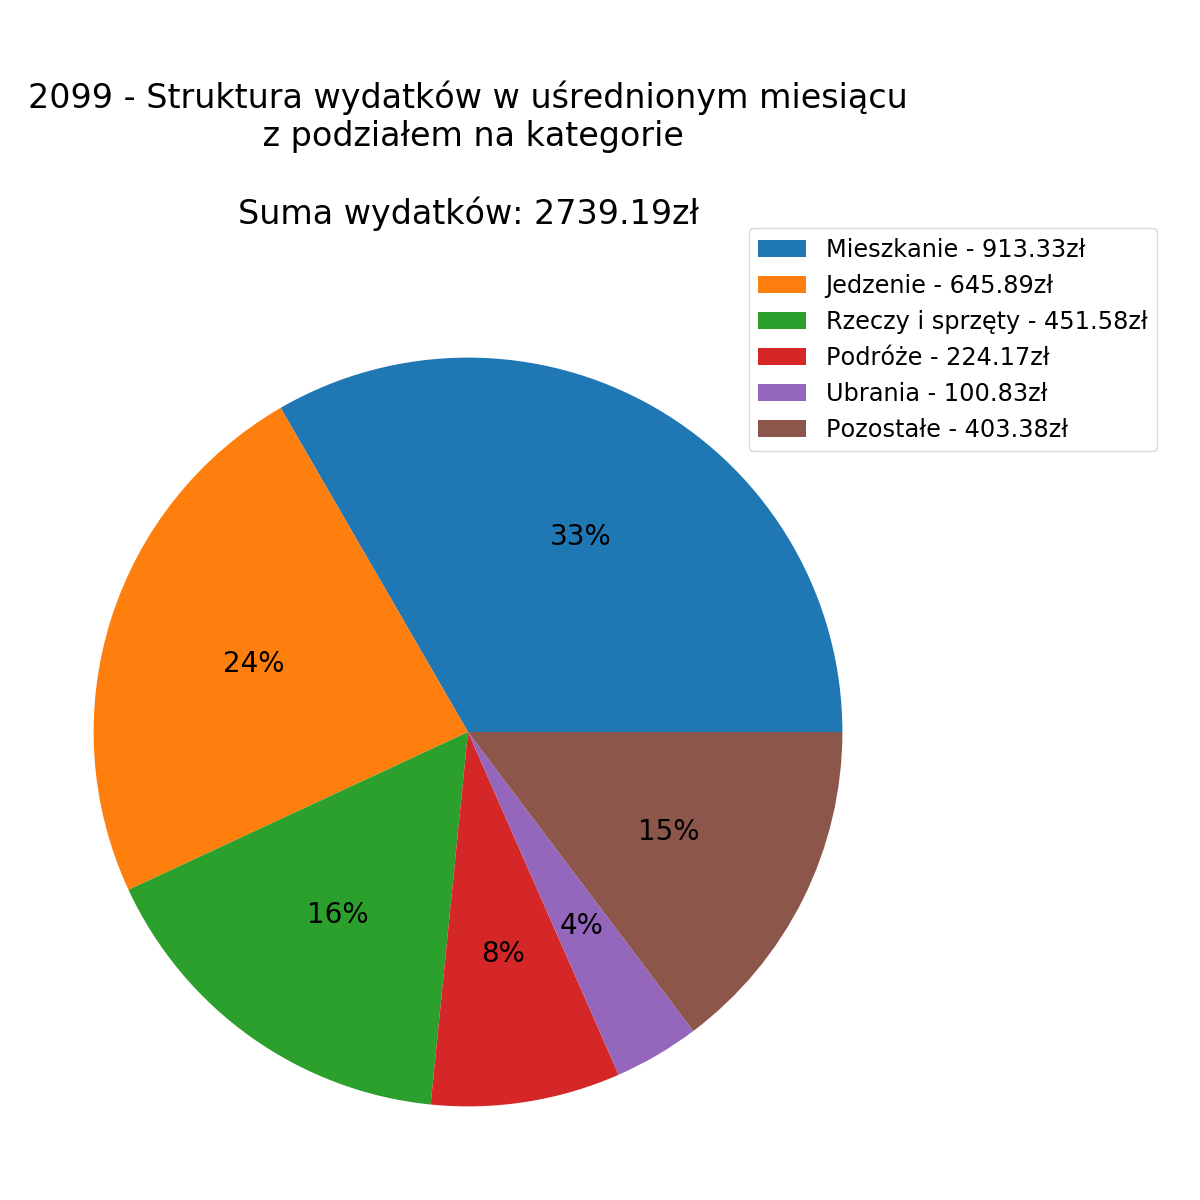 2099 - Struktura wydatków w uśrednionym miesiącu
z podziałem na kategorie
Suma wydatków: 2739.19zł
Mieszkanie - 913.33zł
Jedzenie - 645.89zł
Rzeczy i sprzęty - 451.58zł
Podróże - 224.17zł
Ubrania - 100.83zł
Pozostałe - 403.38zł
33%
24%
15%
16%
4%
8%